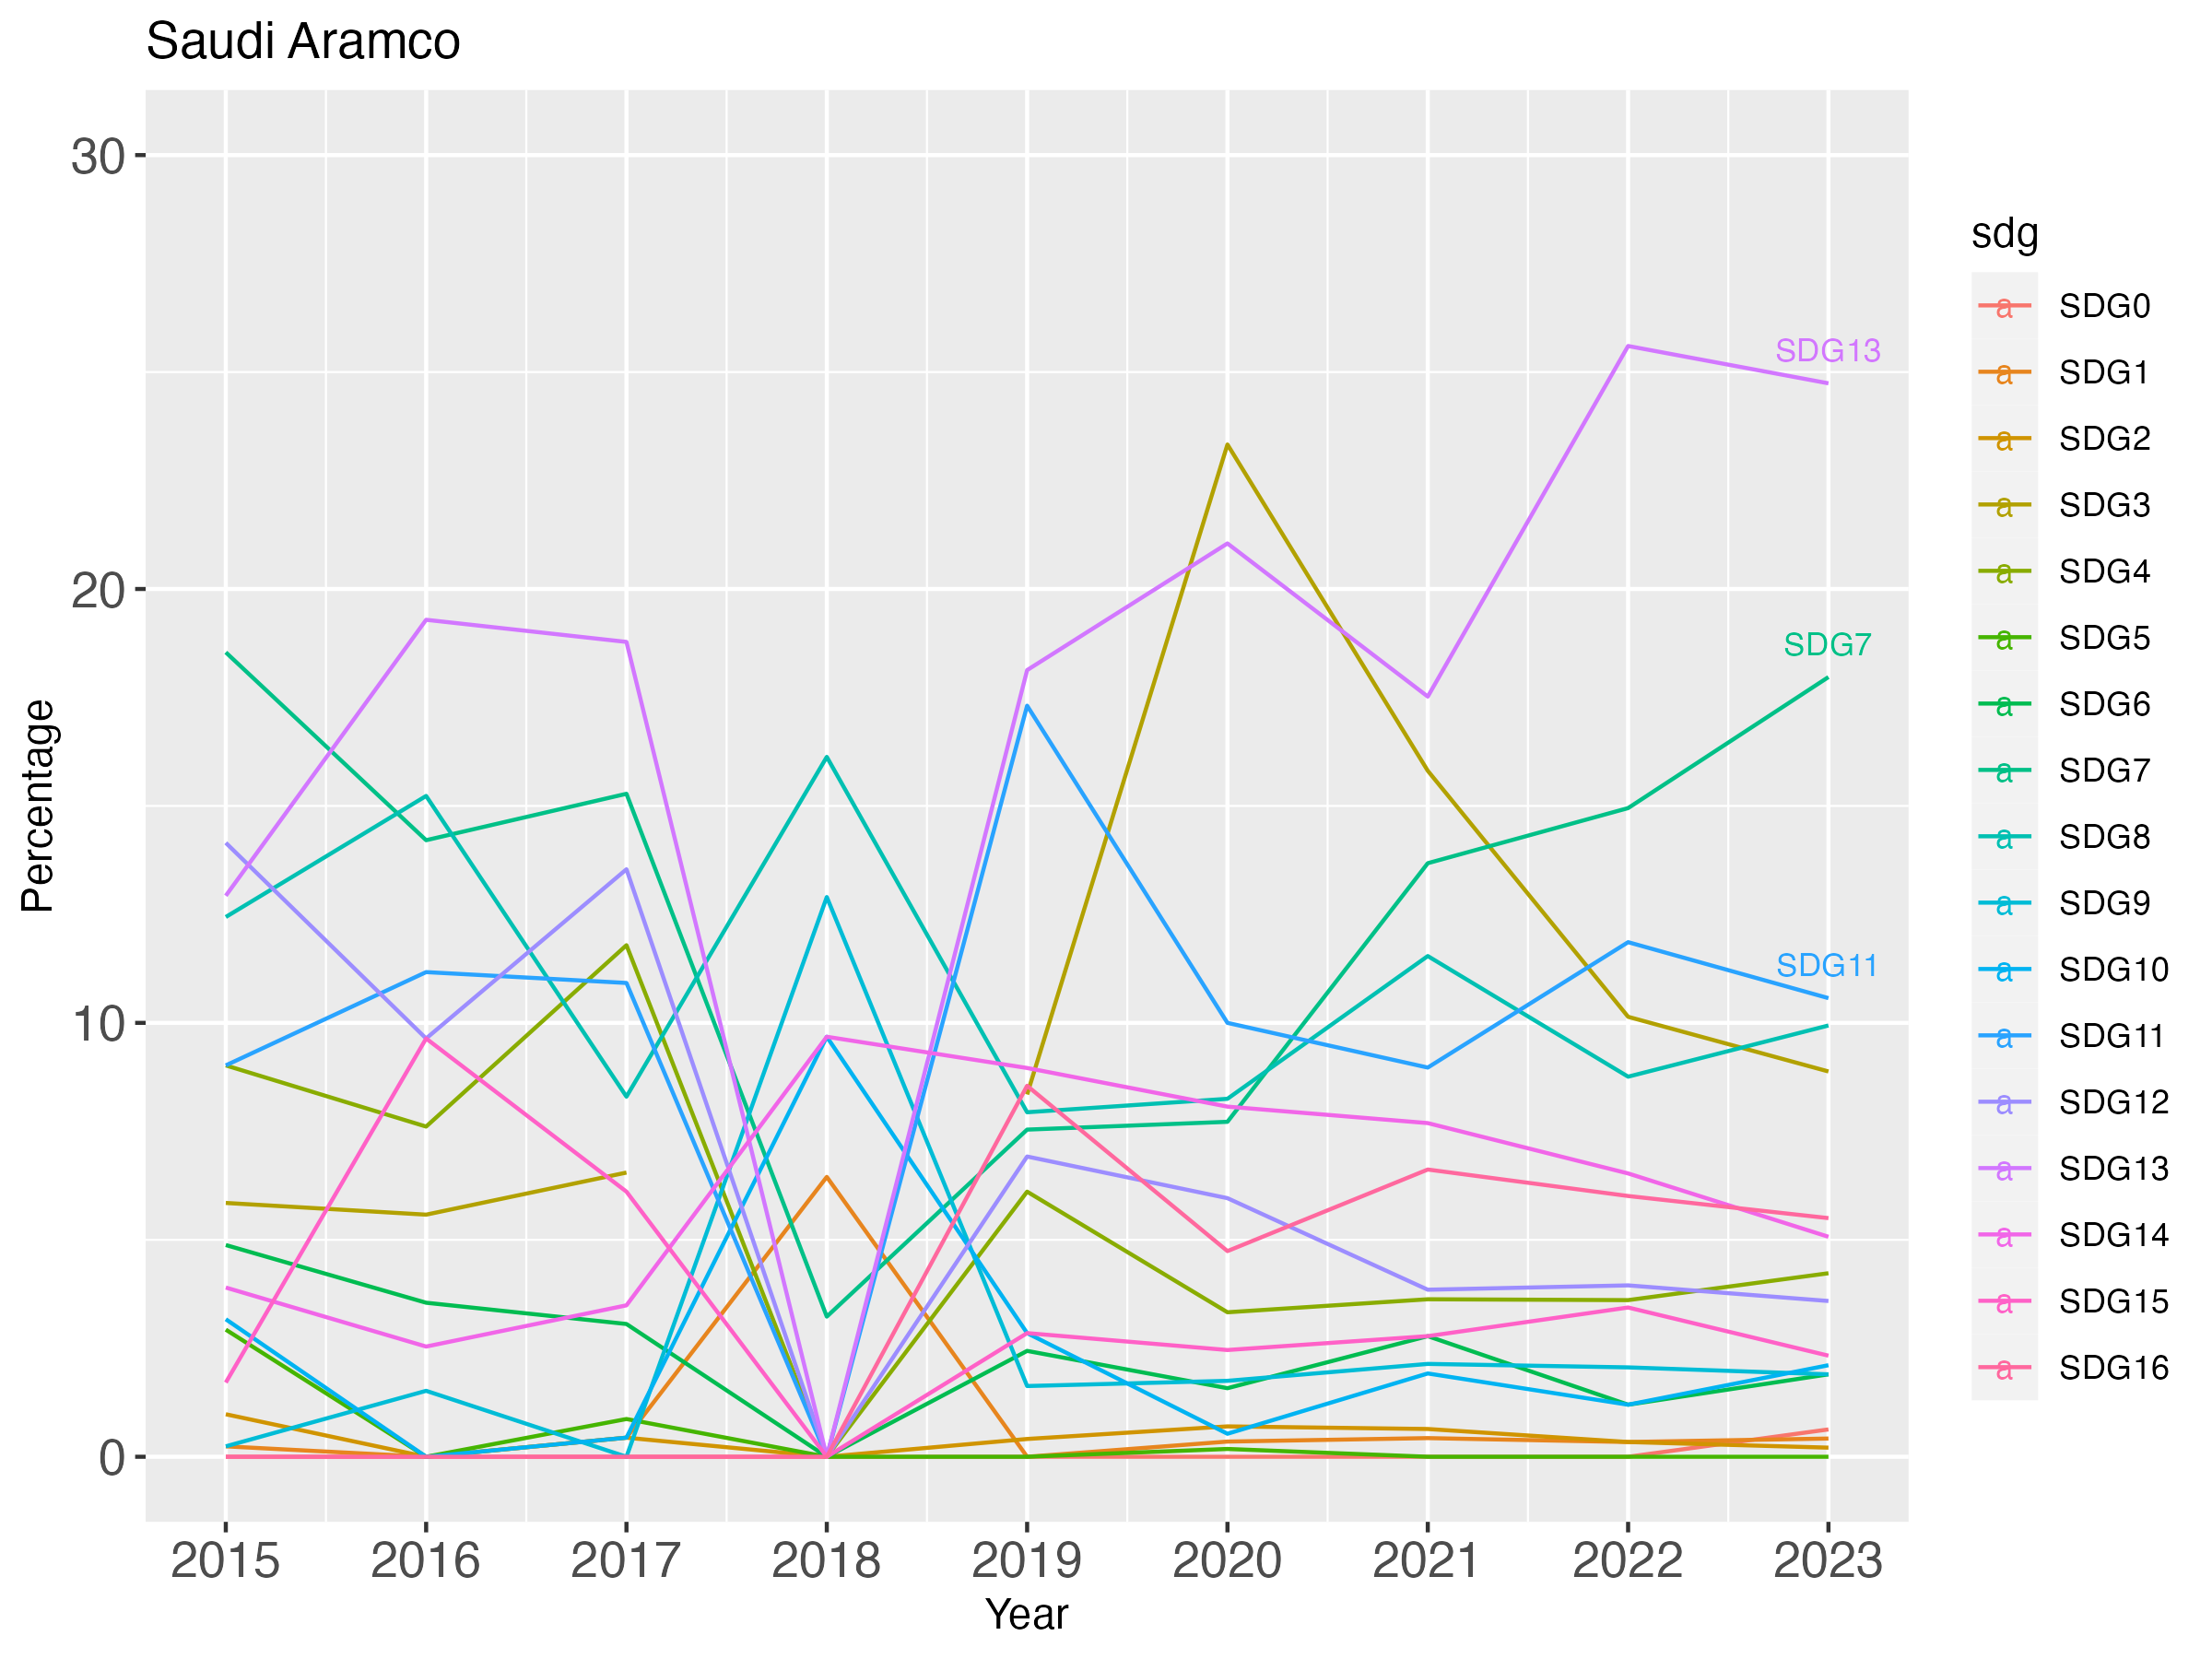 Saudi Aramco
30
20
10
0
Percentage
2015 2016 2017 2018 2019 2020 2021 2022 2023
Year
SDG13
SDG7
SDG11
sdg
a SDG0
a SDG1
a SDG2
a SDG3
a SDG4
a SDG5
a SDG6
a SDG7
a SDG8
a SDG9
a SDG10
a SDG11
a SDG12
a SDG13
a SDG14
a SDG15
a SDG16